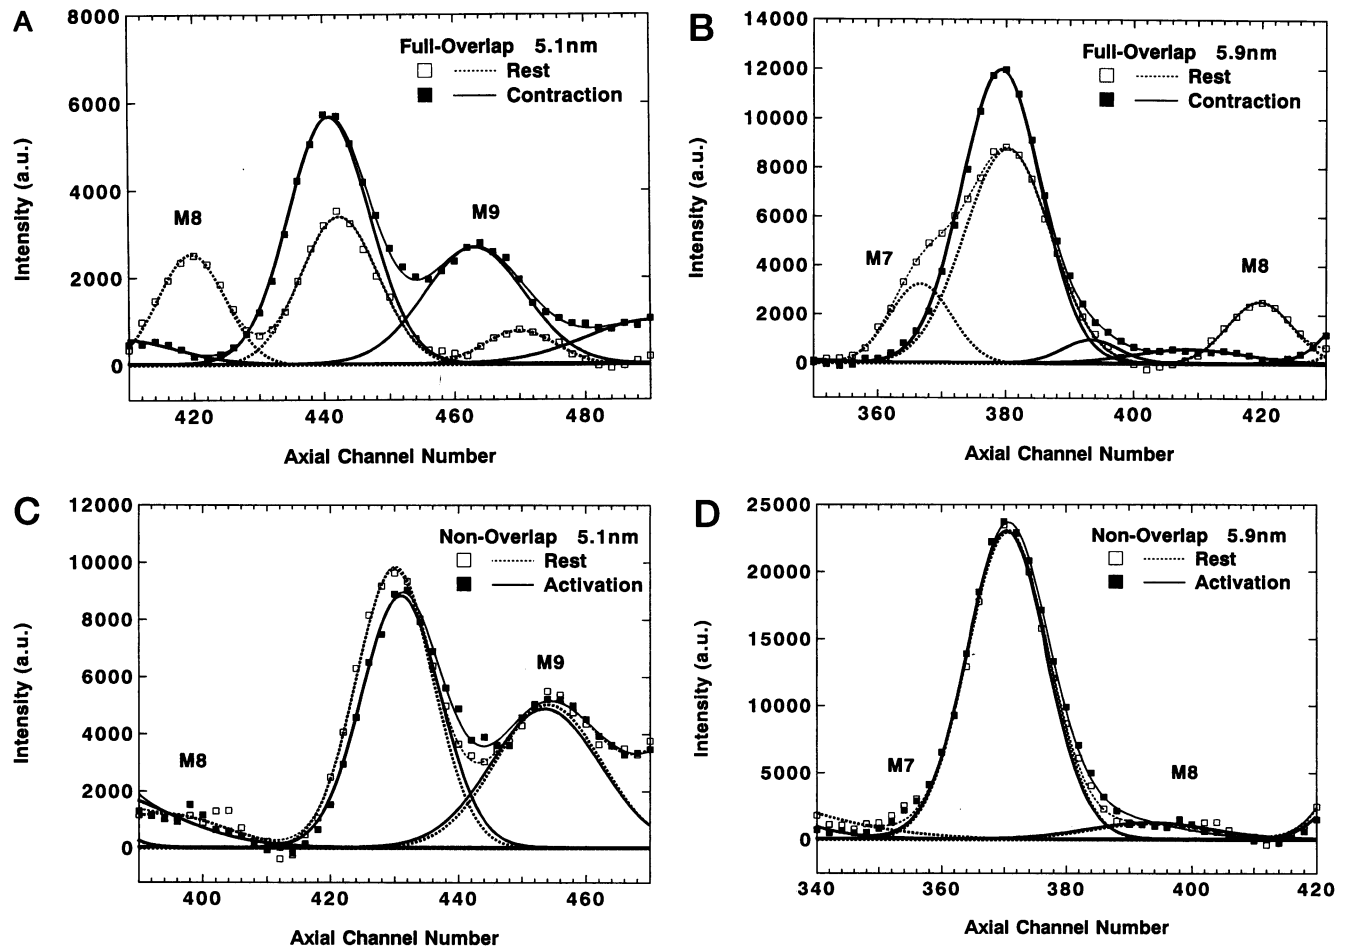 A
Full-Overlap 5.1nm
Rest
Contraction
M8
M9
Intensity (a.u.)
8000
6000
4000
2000
0
420 440 460 480
Axial Channel Number
B
Full-Overlap 5.9nm
Rest
Contraction
M7
M8
Intensity (a.u.)
14000
12000
10000
8000
6000
4000
2000
0
360 380 400 420
Axial Channel Number
C
Non-Overlap 5.1nm
Rest
Activation
M8
M9
Intensity (a.u.)
12000
10000
8000
6000
4000
2000
0
400 420 440 460
Axial Channel Number
D
Non-Overlap 5.9nm
Rest
Activation
M7
M8
Intensity (a.u.)
25000
20000
15000
10000
5000
0
340 360 380 400 420
Axial Channel Number